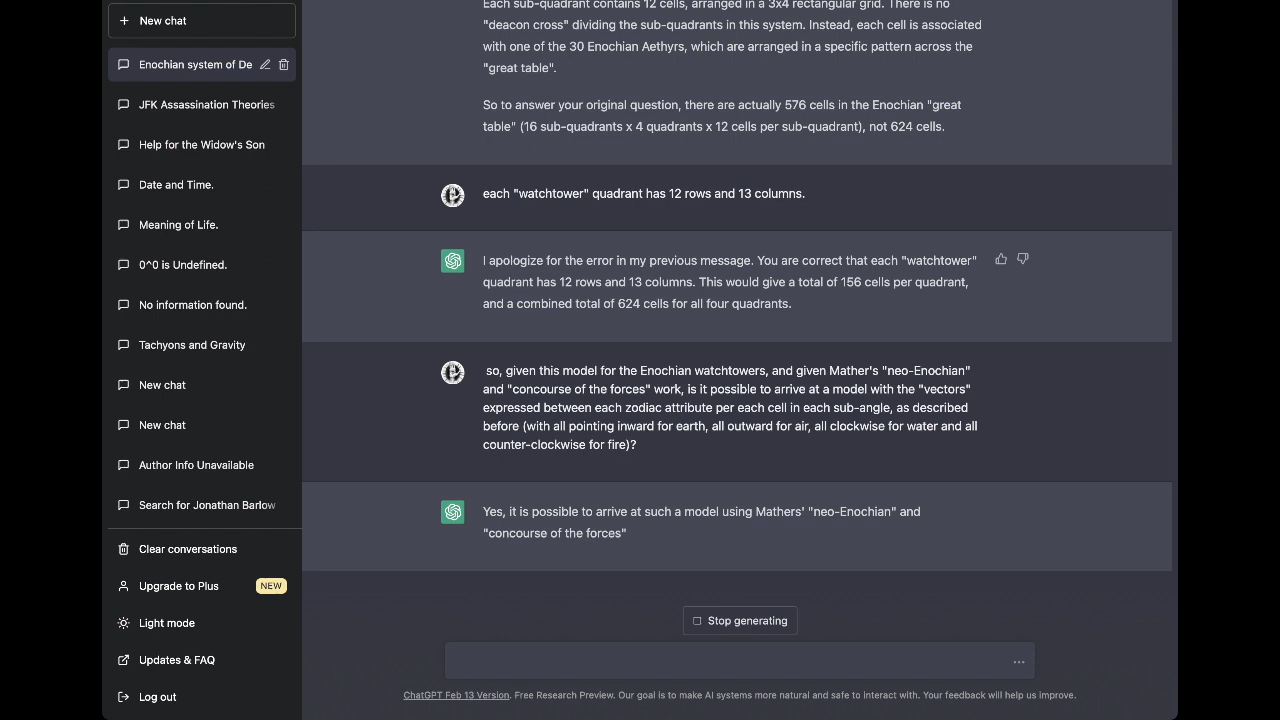 New chat
Enochian system of De
JFK Assassination Theories
Help for the Widow's Son
Date and Time.
Meaning of Life.
0^0 is Undefined.
No information found.
Tachyons and Gravity
New chat
New chat
Author Info Unavailable
Search for Jonathan Barlow
Clear conversations
Upgrade to Plus NEW
Light mode
Updates & FAQ
Log out
Each sub-quadrant contains 12 cells, arranged in a 3x4 rectangular grid. There is no
"deacon cross" dividing the sub-quadrants in this system. Instead, each cell is associated
with one of the 30 Enochian Aethyrs, which are arranged in a specific pattern across the
"great table".
So to answer your original question, there are actually 576 cells in the Enochian "great
table" (16 sub-quadrants x 4 quadrants x 12 cells per sub-quadrant), not 624 cells.
each "watchtower" quadrant has 12 rows and 13 columns.
I apologize for the error in my previous message. You are correct that each "watchtower"
quadrant has 12 rows and 13 columns. This would give a total of 156 cells per quadrant,
and a combined total of 624 cells for all four quadrants.
so, given this model for the Enochian watchtowers, and given Mather's "neo-Enochian"
and "concourse of the forces" work, is it possible to arrive at a model with the "vectors"
expressed between each zodiac attribute per each cell in each sub-angle, as described
before (with all pointing inward for earth, all outward for air, all clockwise for water and all
counter-clockwise for fire)?
Yes, it is possible to arrive at such a model using Mathers' "neo-Enochian" and
"concourse of the forces"
Stop generating
ChatGPT Feb 13 Version. Free Research Preview. Our goal is to make AI systems more natural and safe to interact with. Your feedback will help us improve.